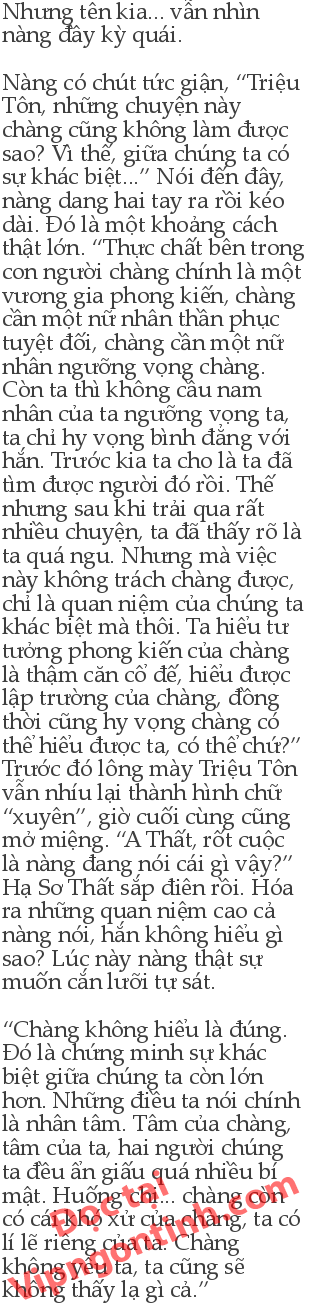 Nhưng tên kia... vẫn nhìn
nàng đầy kỳ quái.
Nàng có chút tức giận, “Triệu
Tôn, những chuyện này
chàng cũng không làm được
sao? Vì thế, giữa chúng ta có
sự khác biệt...” Nói đến đây,
nàng dang hai tay ra rồi kéo
dài. Đó là một khoảng cách
thật lớn. “Thực chất bên trong
con người chàng chính là một
vương gia phong kiến, chàng
cần một nữ nhân thần phục
tuyệt đối, chàng cần một nữ
nhân ngưỡng vọng chàng.
Còn ta thì không cầu nam
nhân của ta ngưỡng vọng ta,
ta chỉ hy vọng bình đẳng với
hắn. Trước kia ta cho là ta đã
tìm được người đó rồi. Thế
nhưng sau khi trải qua rất
nhiều chuyện, ta đã thấy rõ là
ta quá ngu. Nhưng mà việc
này không trách chàng được,
chỉ là quan niệm của chúng ta
khác biệt mà thôi. Ta hiểu tư
tưởng phong kiến của chàng
là thậm căn cổ đế, hiểu được
lập trường của chàng, đồng
thời cũng hy vọng chàng có
thể hiểu được ta, có thể chứ?”
Trước đó lông mày Triệu Tôn
vẫn nhíu lại thành hình chữ
“xuyên”, giờ cuối cùng cũng
mở miệng. “A Thất, rốt cuộc
là nàng đang nói cái gì vậy?”
Hạ Sơ Thất sắp điên rồi. Hóa
ra những quan niệm cao cả
nàng nói, hắn không hiểu gì
sao? Lúc này nàng thật sự
muốn cắn lưỡi tự sát.
“Chàng không hiểu là đúng.
Đó là chứng minh sự khác
biệt giữa chúng ta còn lớn
hơn. Những điều ta nói chính
là nhân tâm. Tâm của chàng,
tâm của ta, hai người chúng
ta đều ẩn giấu quá nhiều bí
mật. Huống chi... chàng còn
có cái khó xử của chàng, ta có
lí lẽ riêng của ta. Chàng
không yêu ta, ta cũng sẽ
không thấy lạ gì cả.”
Đọc tại
Vipngontinh.com